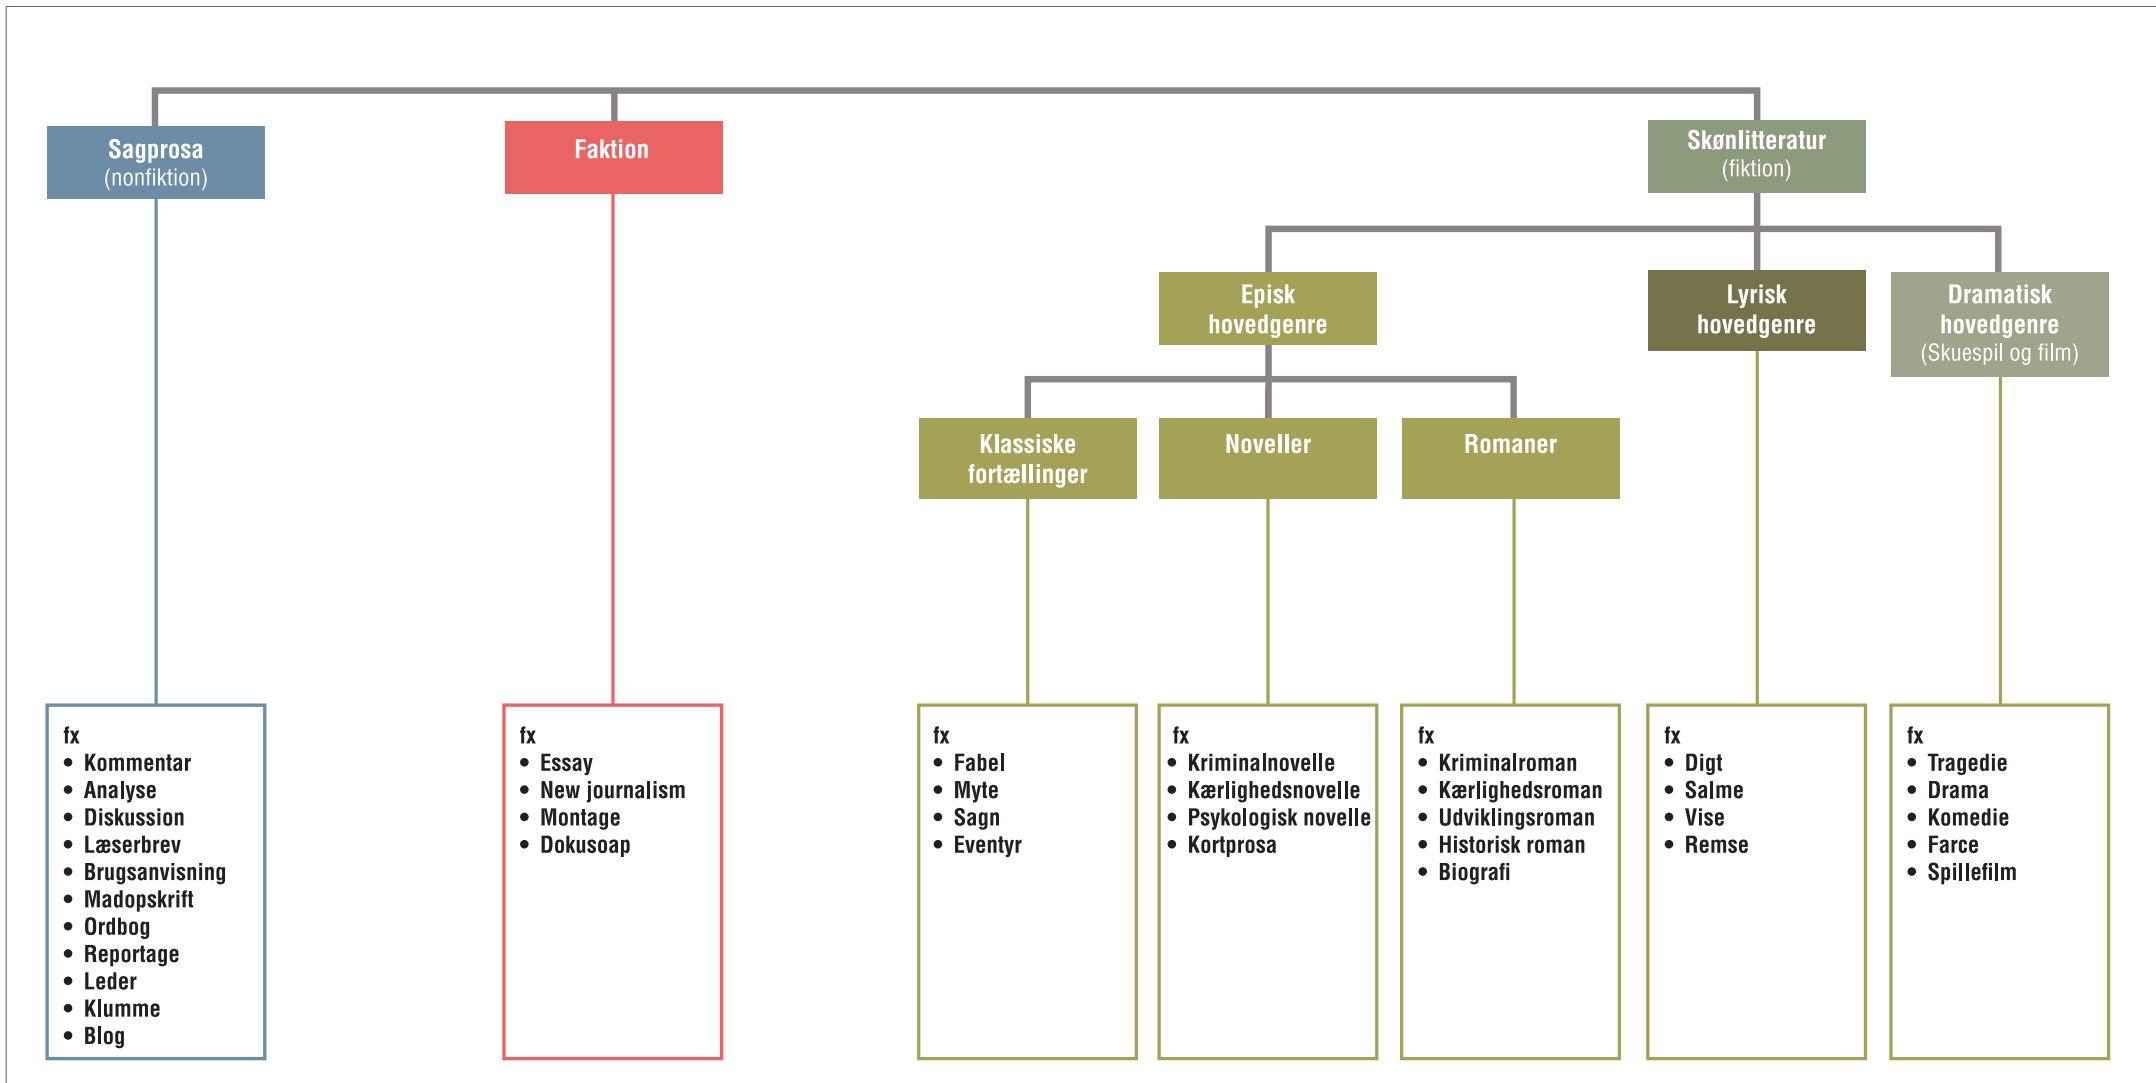 Sagprosa
(nonfiktion)
Faktion
Skønlitteratur
(fiktion)
Episk
hovedgenre
Lyrisk
hovedgenre
Dramatisk
hovedgenre
(Skuespil og film)
Klassiske
fortællinger
Noveller
Romaner
fx
• Kommentar
• Analyse
• Diskussion
• Læserbrev
• Brugsanvisning
• Madopskrift
• Ordbog
• Reportage
• Leder
• Klumme
• Blog
fx
• Essay
• New journalism
• Montage
• Dokusoap
fx
• Fabel
• Myte
• Sagn
• Eventyr
fx
• Kriminalnovelle
• Kærlighedsnovelle
• Psykologisk novelle
• Kortprosa
fx
• Kriminalroman
• Kærlighedsroman
• Udviklingsroman
• Historisk roman
• Biografi
fx
• Digt
• Salme
• Vise
• Remse
fx
• Tragedie
• Drama
• Komedie
• Farce
• Spillefilm